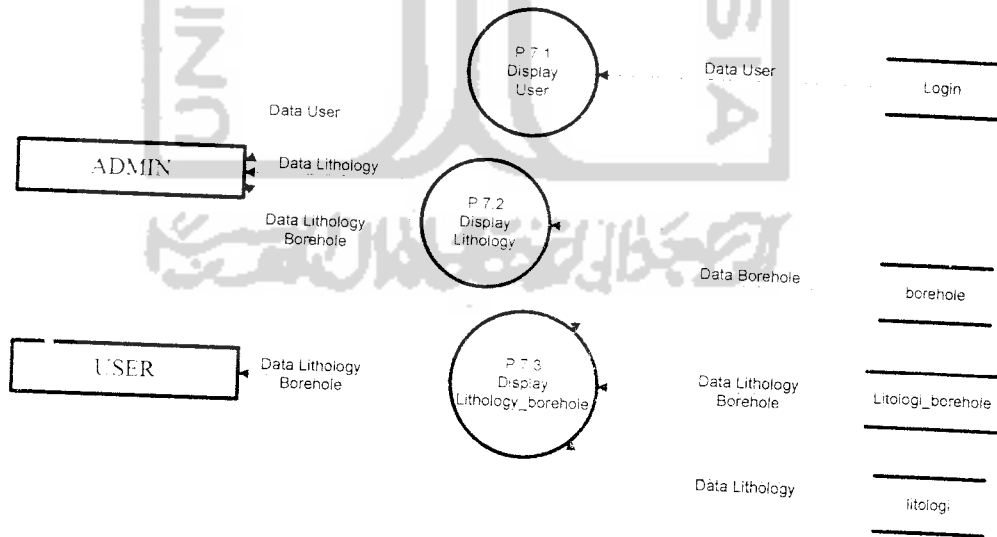 P.7.1
Display
User
Data User
Login
Data User
ADMIN
Data Lithology
P.7.2
Display
Lithology
Data Lithology
Borehole
Data Borehole
borehole
USER
Data Lithology
Borehole
P.7.3
Display
Lithology_borehole
Data Lithology
Borehole
Litologi_borehole
Data Lithology
litologi